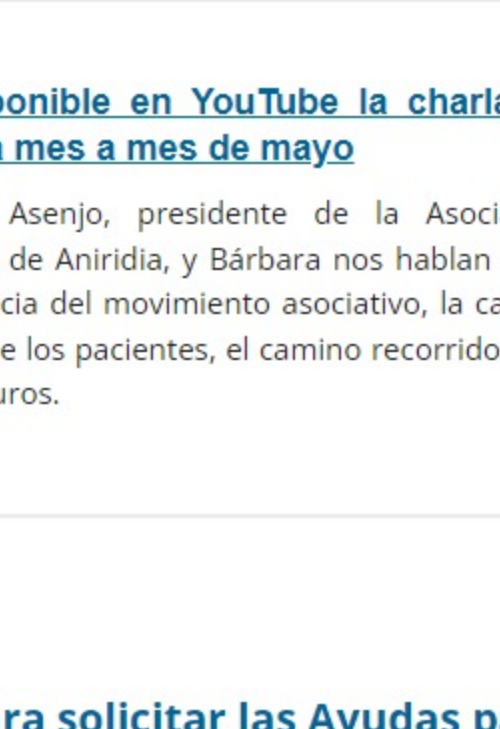 ponible en YouTube la charla
a mes a mes de mayo
Asenjo, presidente de la Asoci
de Aniridia, y Bárbara nos hablan
cia del movimiento asociativo, la ca
e los pacientes, el camino recorrido
uros.
ra solicitar las Ayudas p